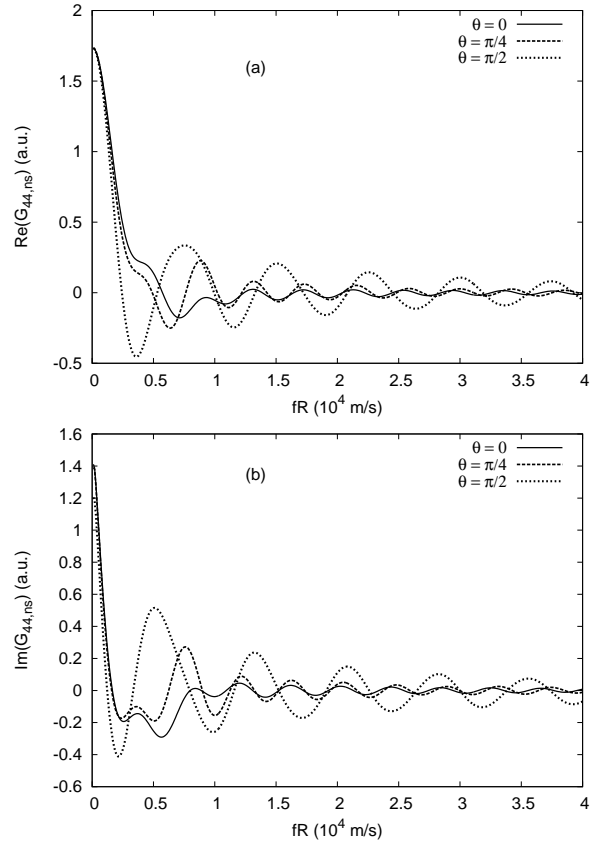 2
1.5
1
0.5
0
-0.5
Re(G44,ns) (a.u.)
(a)
θ = 0
θ = π/4
θ = π/2
0 0.5 1 1.5 2 2.5 3 3.5 4
fR (10^4 m/s)
1.6
1.4
1.2
1
0.8
0.6
0.4
0.2
0
-0.2
-0.4
-0.6
Im(G44,ns) (a.u.)
(b)
θ = 0
θ = π/4
θ = π/2
0 0.5 1 1.5 2 2.5 3 3.5 4
fR (10^4 m/s)